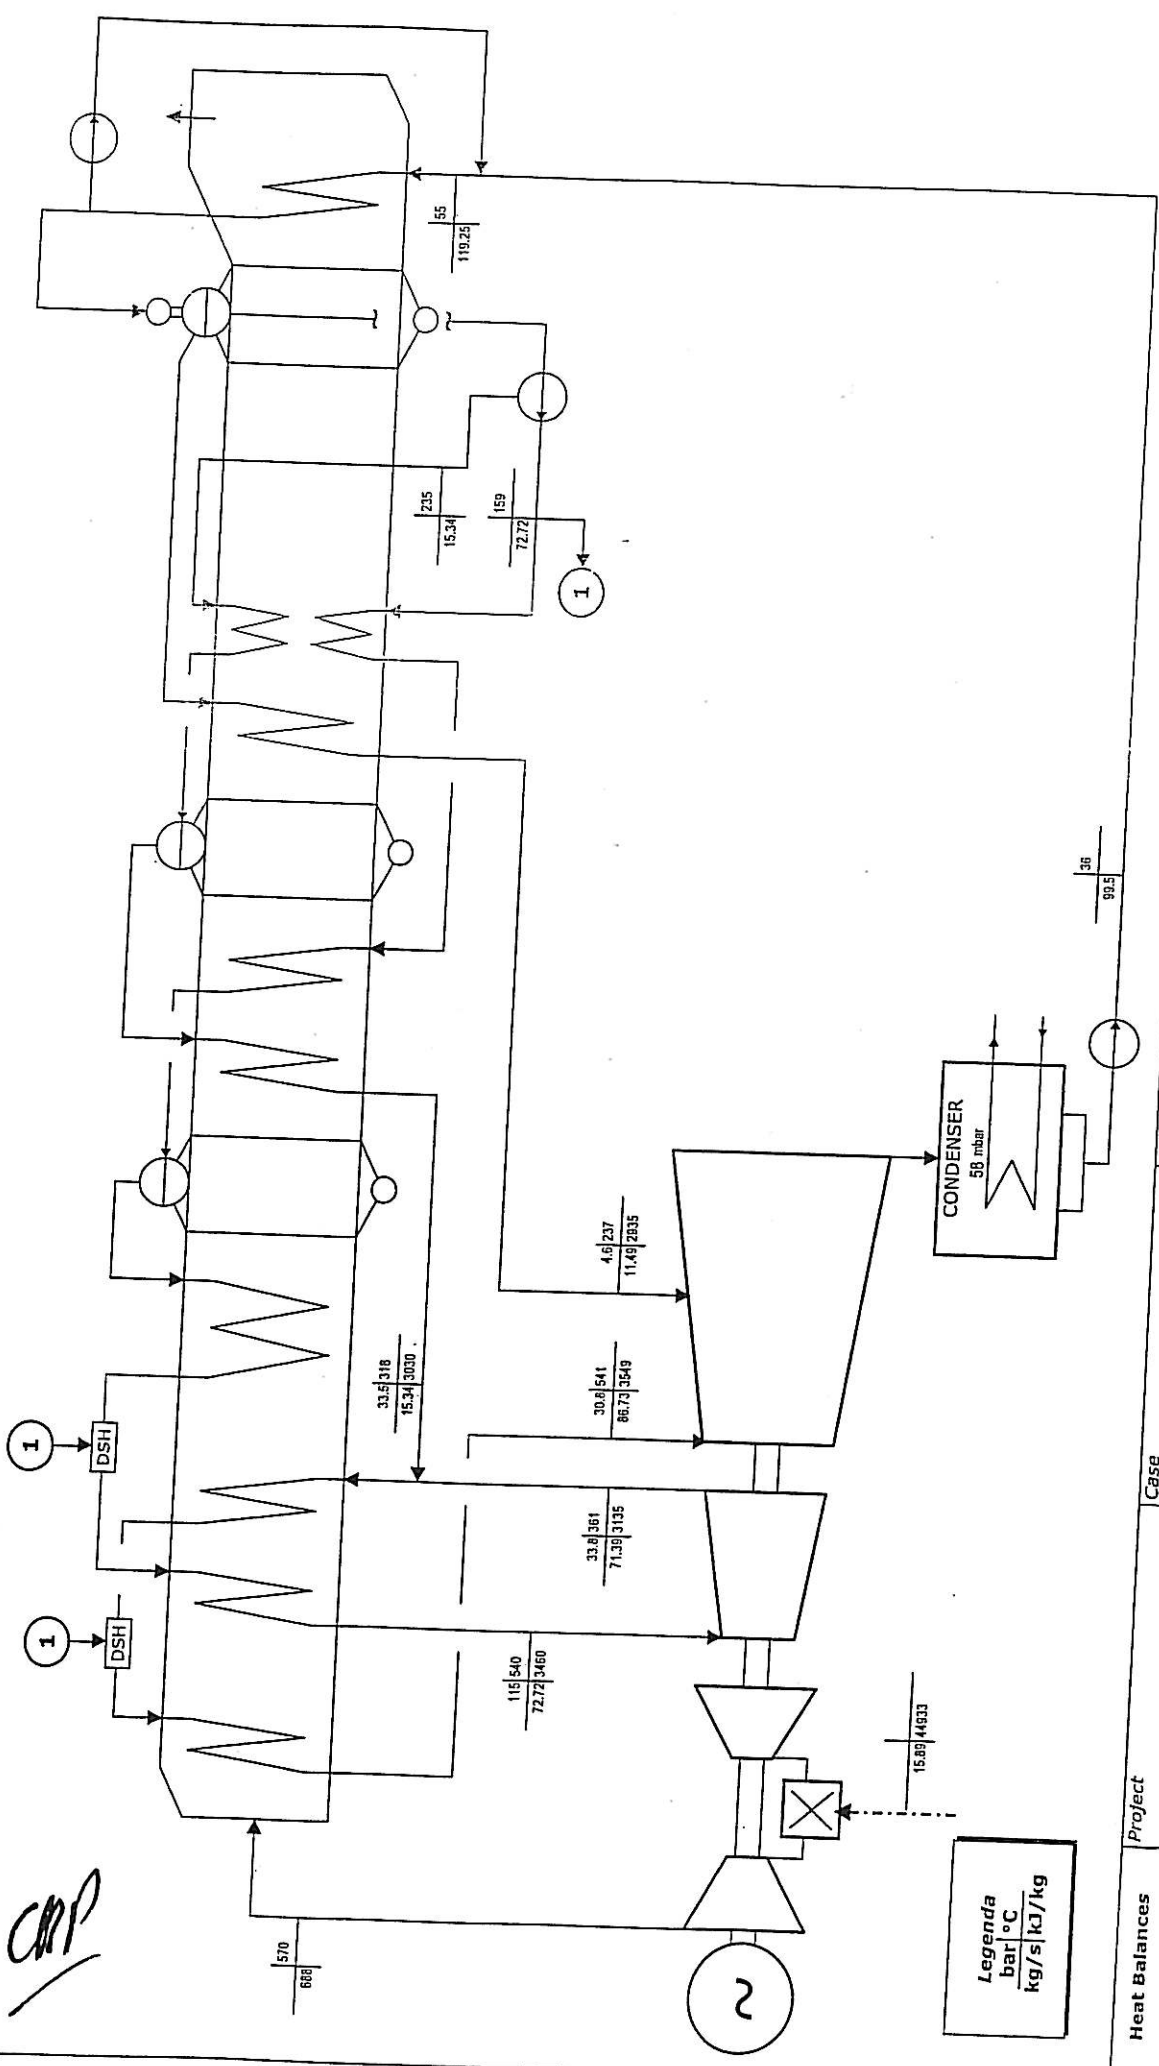 55
119.25
235
15.34
159
72.72
1
36
99.5
CONDENSER
58 mbar
4.6 | 237
11.49 | 2935
30.8 | 541
86.73 | 3549
33.5 | 318
15.34 | 3030
33.8 | 361
71.39 | 3135
115 | 540
72.72 | 3460
1
DSH
1
DSH
15.89 | 44933
570
688
~
Legenda
bar | °C
kg/s | kJ/kg
Heat Balances
Project
Case